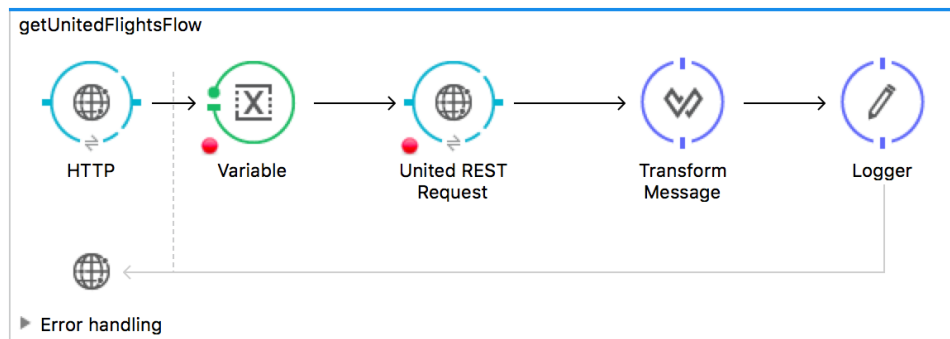 getUnitedFlightsFlow
HTTP
Variable
United REST
Request
Transform
Message
Logger
Error handling